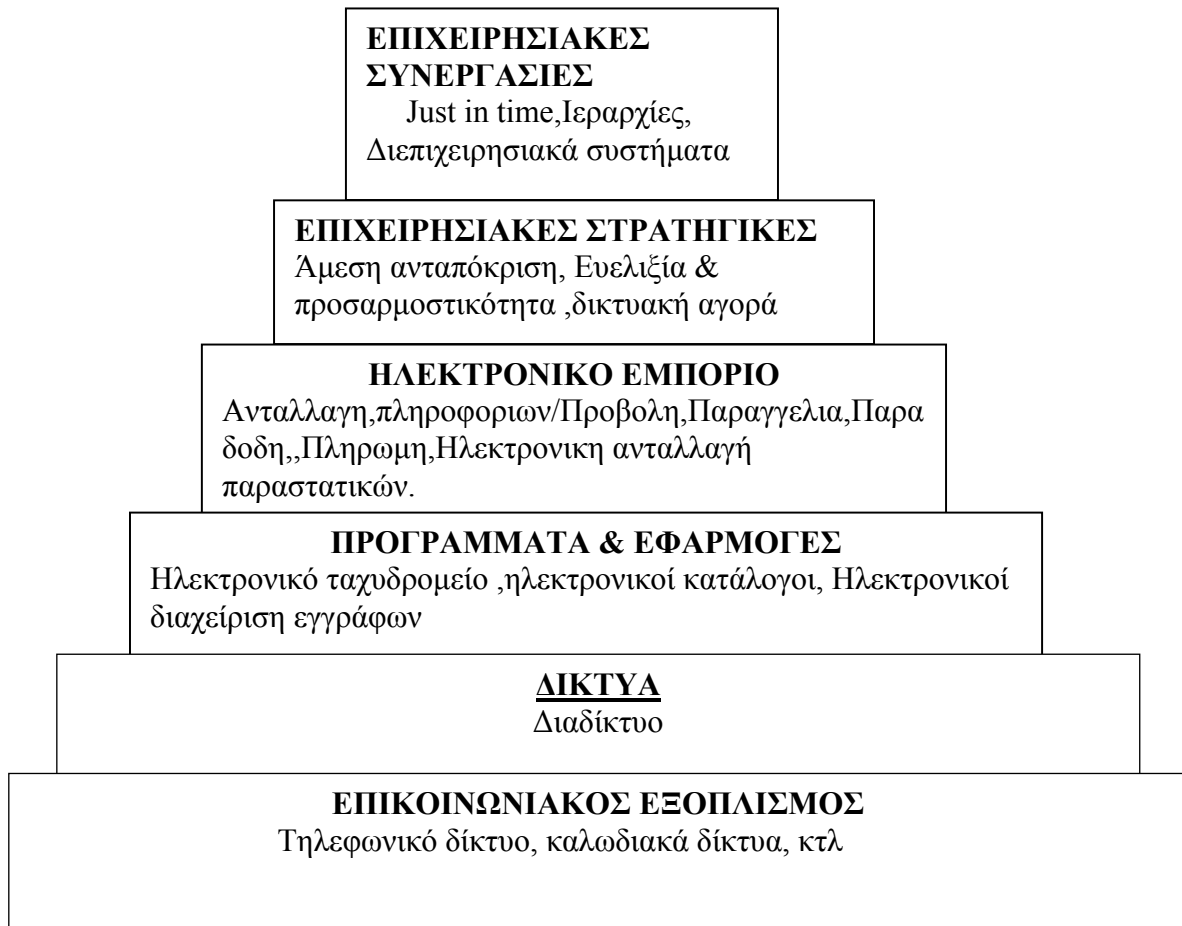 ΕΠΙΧΕΙΡΗΣΙΑΚΕΣ
ΣΥΝΕΡΓΑΣΙΕΣ
Just in time,Ιεραρχίες,
Διεπιχειρησιακά συστήματα
ΕΠΙΧΕΙΡΗΣΙΑΚΕΣ ΣΤΡΑΤΗΓΙΚΕΣ
Άμεση ανταπόκριση, Ευελιξία &
προσαρμοστικότητα ,δικτυακή αγορά
ΗΛΕΚΤΡΟΝΙΚΟ ΕΜΠΟΡΙΟ
Ανταλλαγη,πληροφοριων/Προβολη,Παραγγελια,Παρα
δοδη,,Πληρωμη,Ηλεκτρονικη ανταλλαγή
παραστατικών.
ΠΡΟΓΡΑΜΜΑΤΑ & ΕΦΑΡΜΟΓΕΣ
Ηλεκτρονικό ταχυδρομείο ,ηλεκτρονικοί κατάλογοι, Ηλεκτρονικοί
διαχείριση εγγράφων
ΔΙΚΤΥΑ
Διαδίκτυο
ΕΠΙΚΟΙΝΩΝΙΑΚΟΣ ΕΞΟΠΛΙΣΜΟΣ
Τηλεφωνικό δίκτυο, καλωδιακά δίκτυα, κτλ